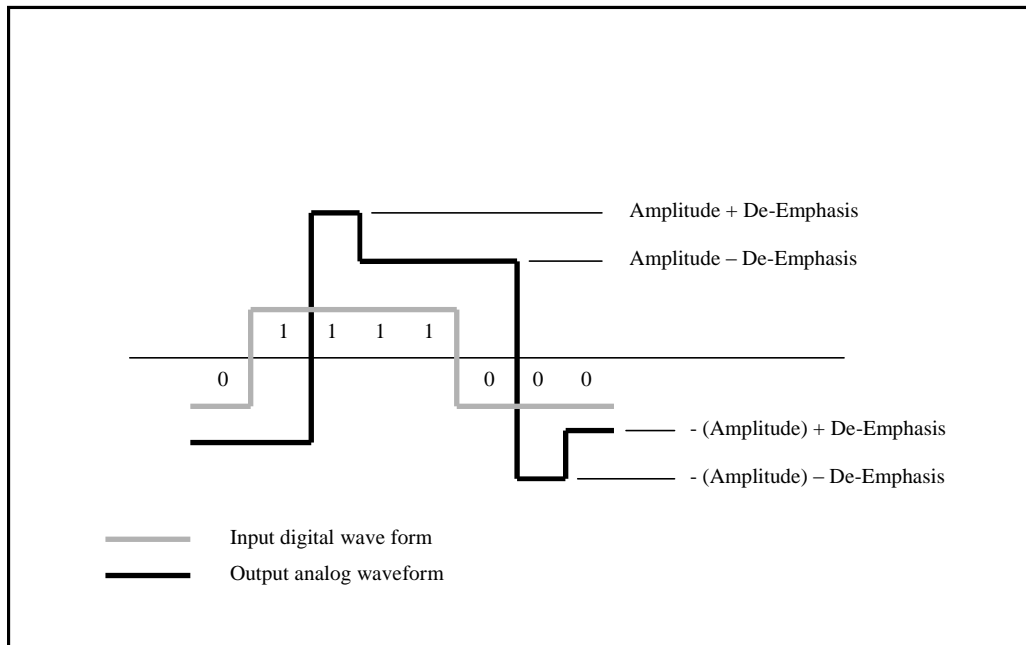 Amplitude + De-Emphasis
Amplitude – De-Emphasis
1 1 1 1
0 0 0 0
- (Amplitude) + De-Emphasis
- (Amplitude) – De-Emphasis
Input digital wave form
Output analog waveform